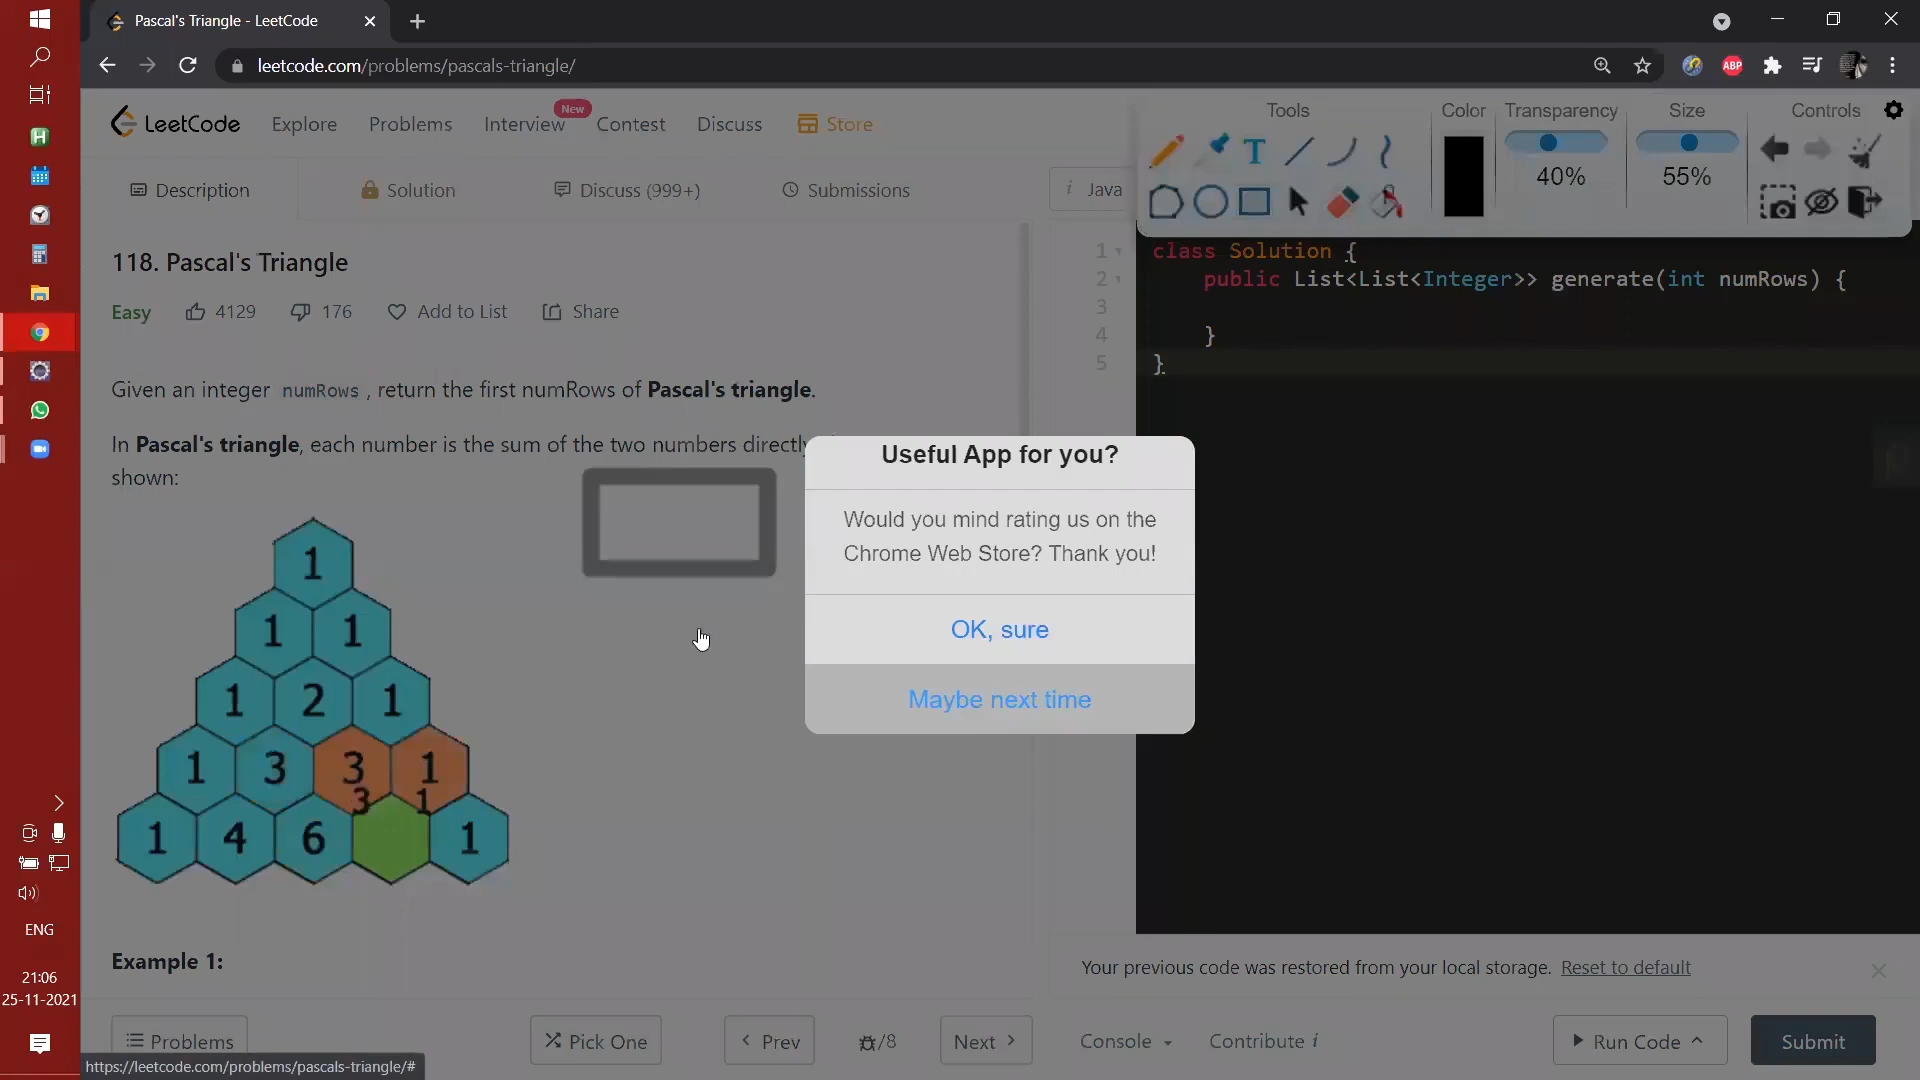 Pascal's Triangle - LeetCode
leetcode.com/problems/pascals-triangle/
ABP
LeetCode
Explore
Problems
Interview
New
Contest
Discuss
Store
Tools
Color
Transparency
Size
Controls
T
40%
55%
Description
Solution
Discuss (999+)
Submissions
i Java
118. Pascal's Triangle
Easy
4129
176
Add to List
Share
Given an integer numRows , return the first numRows of Pascal's triangle.
In Pascal's triangle, each number is the sum of the two numbers directly
shown:
1
1 1
1 2 1
1 3 3 1
3 1
1 4 6 1
Example 1:
1 class Solution {
2 public List<List<Integer>> generate(int numRows) {
3
4 }
5 }
Useful App for you?
Would you mind rating us on the
Chrome Web Store? Thank you!
OK, sure
Maybe next time
Your previous code was restored from your local storage. Reset to default
Problems
Pick One
Prev
/8
Next
Console
Contribute i
Run Code
Submit
https://leetcode.com/problems/pascals-triangle/#
H
ENG
21:06
25-11-2021